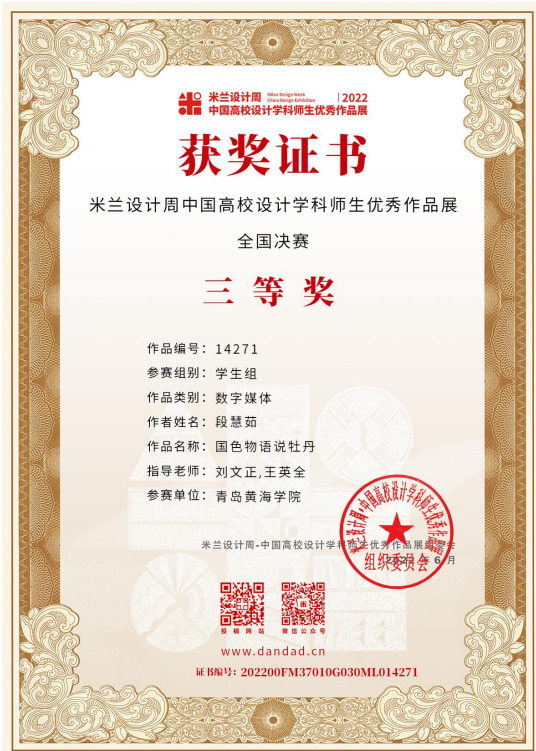 米兰设计周 Milan Design Week China Design Exhibition | 2022
中国高校设计学科师生优秀作品展
获奖证书
米兰设计周中国高校设计学科师生优秀作品展
全国决赛
三等奖
作品编号：14271
参赛组别：学生组
作品类别：数字媒体
作者姓名：段慧茹
作品名称：国色物语说牡丹
指导老师：刘文正,王英全
参赛单位：青岛黄海学院
米兰设计周-中国高校设计学科师生优秀作品展
组织委员会
年6月
投稿网站 微信公众号
www.dandad.cn
证书编号：202200FM37010G030ML014271